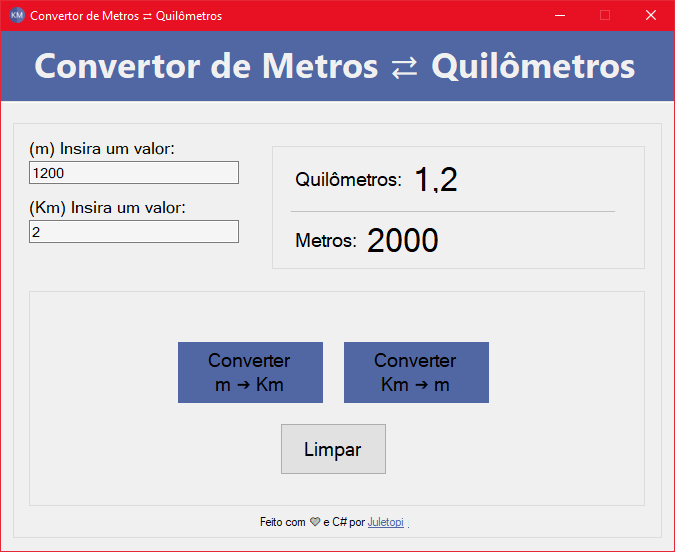 KM Convertor de Metros ⇄ Quilômetros
Convertor de Metros ⇄ Quilômetros
(m) Insira um valor:
1200
(Km) Insira um valor:
2
Quilômetros: 1,2
Metros: 2000
Converter
m ➔ Km
Converter
Km ➔ m
Limpar
Feito com ♥ e C# por Juletopi .